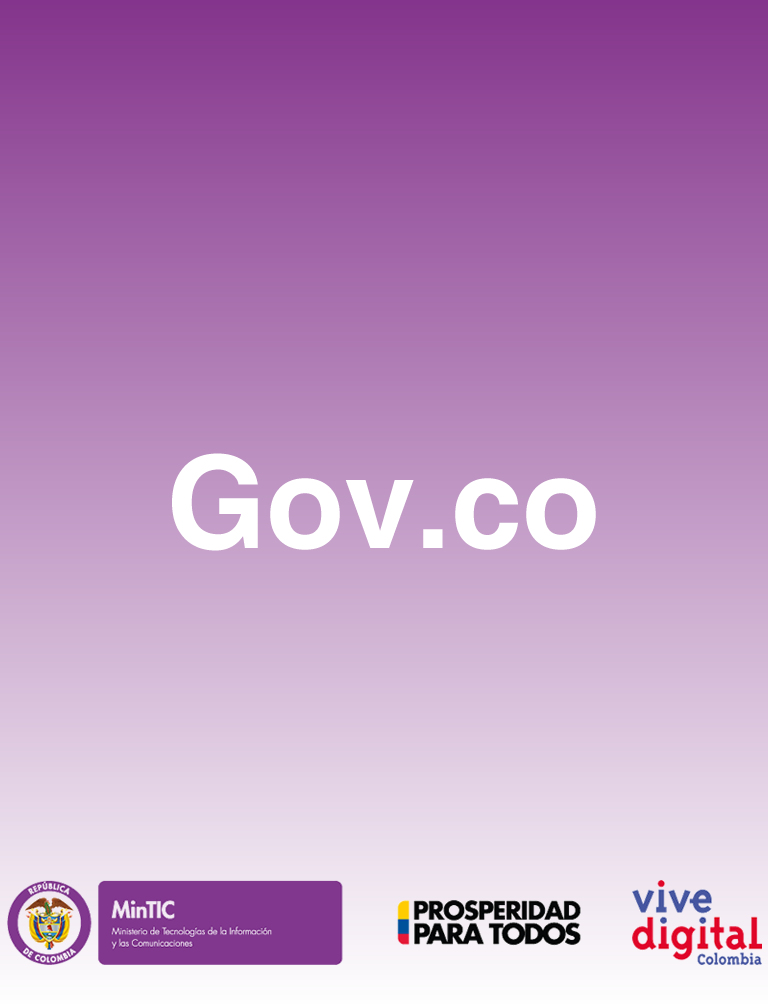 Gov.co
REPÚBLICA
DE COLOMBIA
MinTIC
Ministerio de Tecnologías de la Información
y las Comunicaciones
PROSPERIDAD
PARA TODOS
vive
digital
Colombia